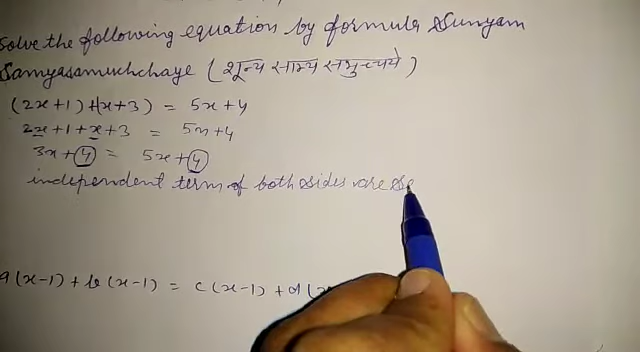 Solve the following equation by formula Sunyam
Samyasamuchchaye (शून्य साम्य समुच्चये)
(2x+1)+(x+3) = 5x+4
2x+1+x+3 = 5x+4
3x+4 = 5x+4
independent term of both sides are
a(x-1)+b(x-1) = c(x-1)+d(x